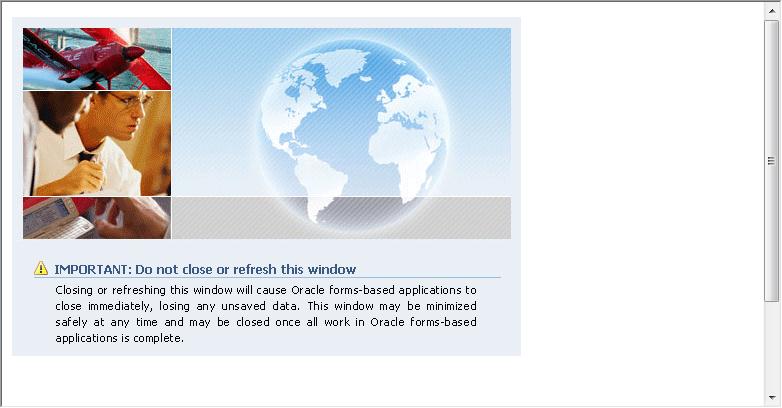 IMPORTANT: Do not close or refresh this window
Closing or refreshing this window will cause Oracle forms-based applications to
close immediately, losing any unsaved data. This window may be minimized
safely at any time and may be closed once all work in Oracle forms-based
applications is complete.